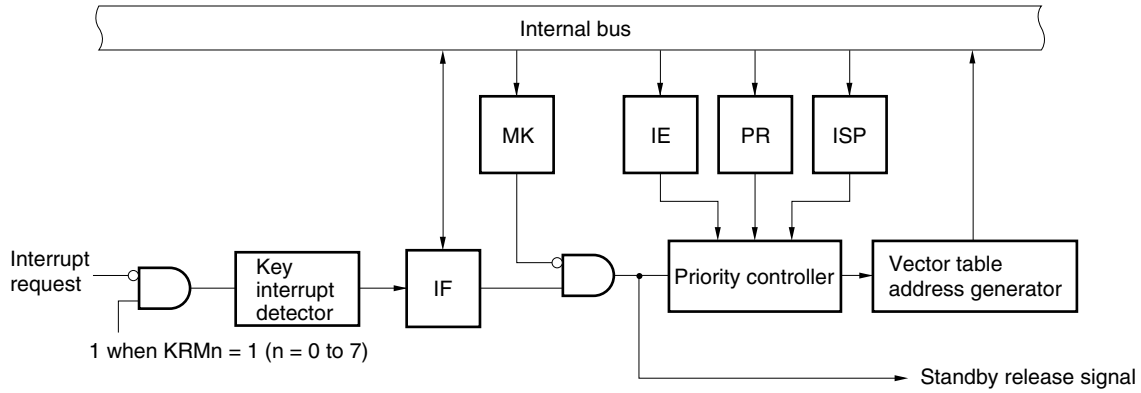 Internal bus
MK
IE
PR
ISP
Interrupt
request
Key
interrupt
detector
IF
Priority controller
Vector table
address generator
1 when KRMn = 1 (n = 0 to 7)
Standby release signal